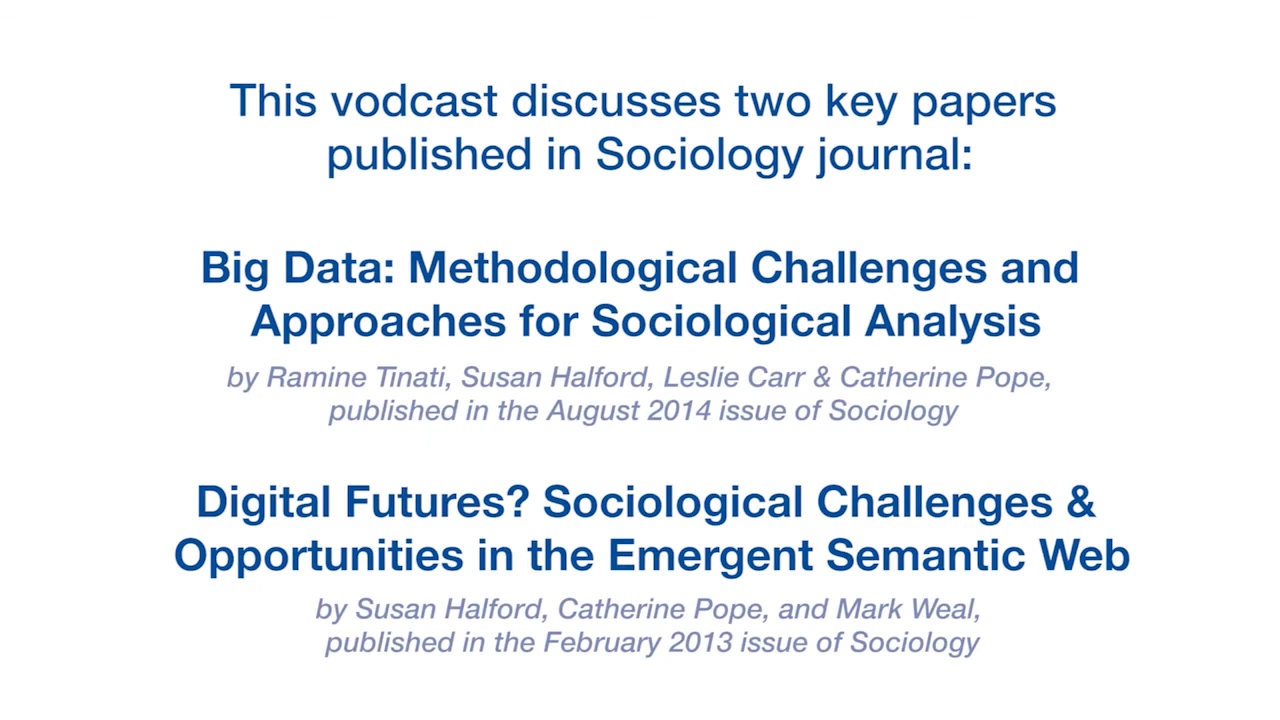 This vodcast discusses two key papers
published in Sociology journal:
Big Data: Methodological Challenges and
Approaches for Sociological Analysis
by Ramine Tinati, Susan Halford, Leslie Carr & Catherine Pope,
published in the August 2014 issue of Sociology
Digital Futures? Sociological Challenges &
Opportunities in the Emergent Semantic Web
by Susan Halford, Catherine Pope, and Mark Weal,
published in the February 2013 issue of Sociology